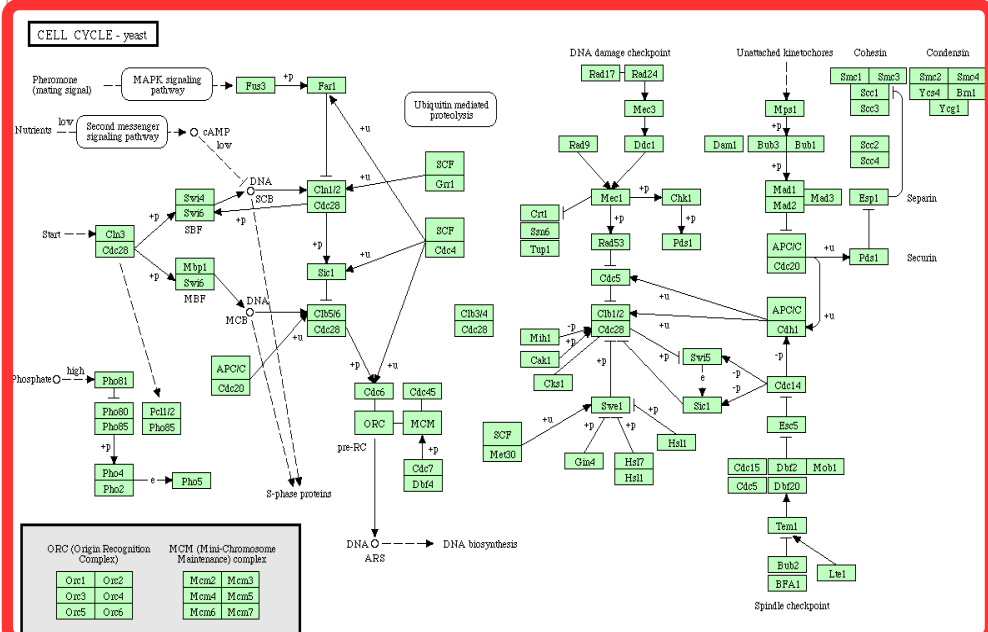 CELL CYCLE - yeast
DNA damage checkpoint
Unattached kinetochores
Cohesin
Condensin
Pheromone
(mating signal)
MAPK signaling
pathway
Fus3
+p
Far1
Rad17
Rad24
Smc1
Smc3
Smc2
Smc4
Scc1
Ycs4
Brn1
Scc3
Ycg1
Ubiquitin mediated
proteolysis
Mec3
Mps1
+p
Nutrients
low
Second messenger
signaling pathway
cAMP
low
+u
Rad9
Ddc1
Dam1
Bub3
Bub1
Scc2
Scc4
+p
SCF
Grr1
+u
DNA
SCB
Cln1/2
Cdc28
Swi4
Swi6
SBF
+p
+p
Mec1
+p
Chk1
Mad1
Mad2
Mad3
Esp1
Separin
Crt1
Ssn6
Tup1
+p
+p
Start
Cln3
Cdc28
+p
SCF
Cdc4
Rad53
Pds1
APC/C
Cdc20
+u
Pds1
Securin
+p
Mbp1
Swi6
MBF
Sic1
+u
Cdc5
+u
DNA
MCB
Clb5/6
Cdc28
+u
Clb3/4
Cdc28
Clb1/2
Cdc28
+u
APC/C
Cdh1
+u
Mih1
-p
Cak1
+p
Cks1
+p
+p
Swi5
e
-p
-p
-p
Cdc14
APC/C
Cdc20
+p
+u
Phosphate
high
Pho81
Cdc6
Cdc45
Swe1
Sic1
Pho80
Pho85
Pcl1/2
Pho85
ORC
MCM
Esc5
+p
pre-RC
+p
SCF
Met30
+u
+p
+p
+p
Hsl1
Pho4
Pho2
e
Pho5
Cdc7
Dbf4
Gin4
Hsl7
Hsl1
Cdc15
Dbf2
Mob1
Cdc5
Dbf20
S-phase proteins
Tem1
DNA
ARS
DNA biosynthesis
Bub2
BFA1
Lte1
Spindle checkpoint
ORC (Origin Recognition
Complex)
MCM (Mini-Chromosome
Maintenance) complex
Orc1
Orc2
Mcm2
Mcm3
Orc3
Orc4
Mcm4
Mcm5
Orc5
Orc6
Mcm6
Mcm7